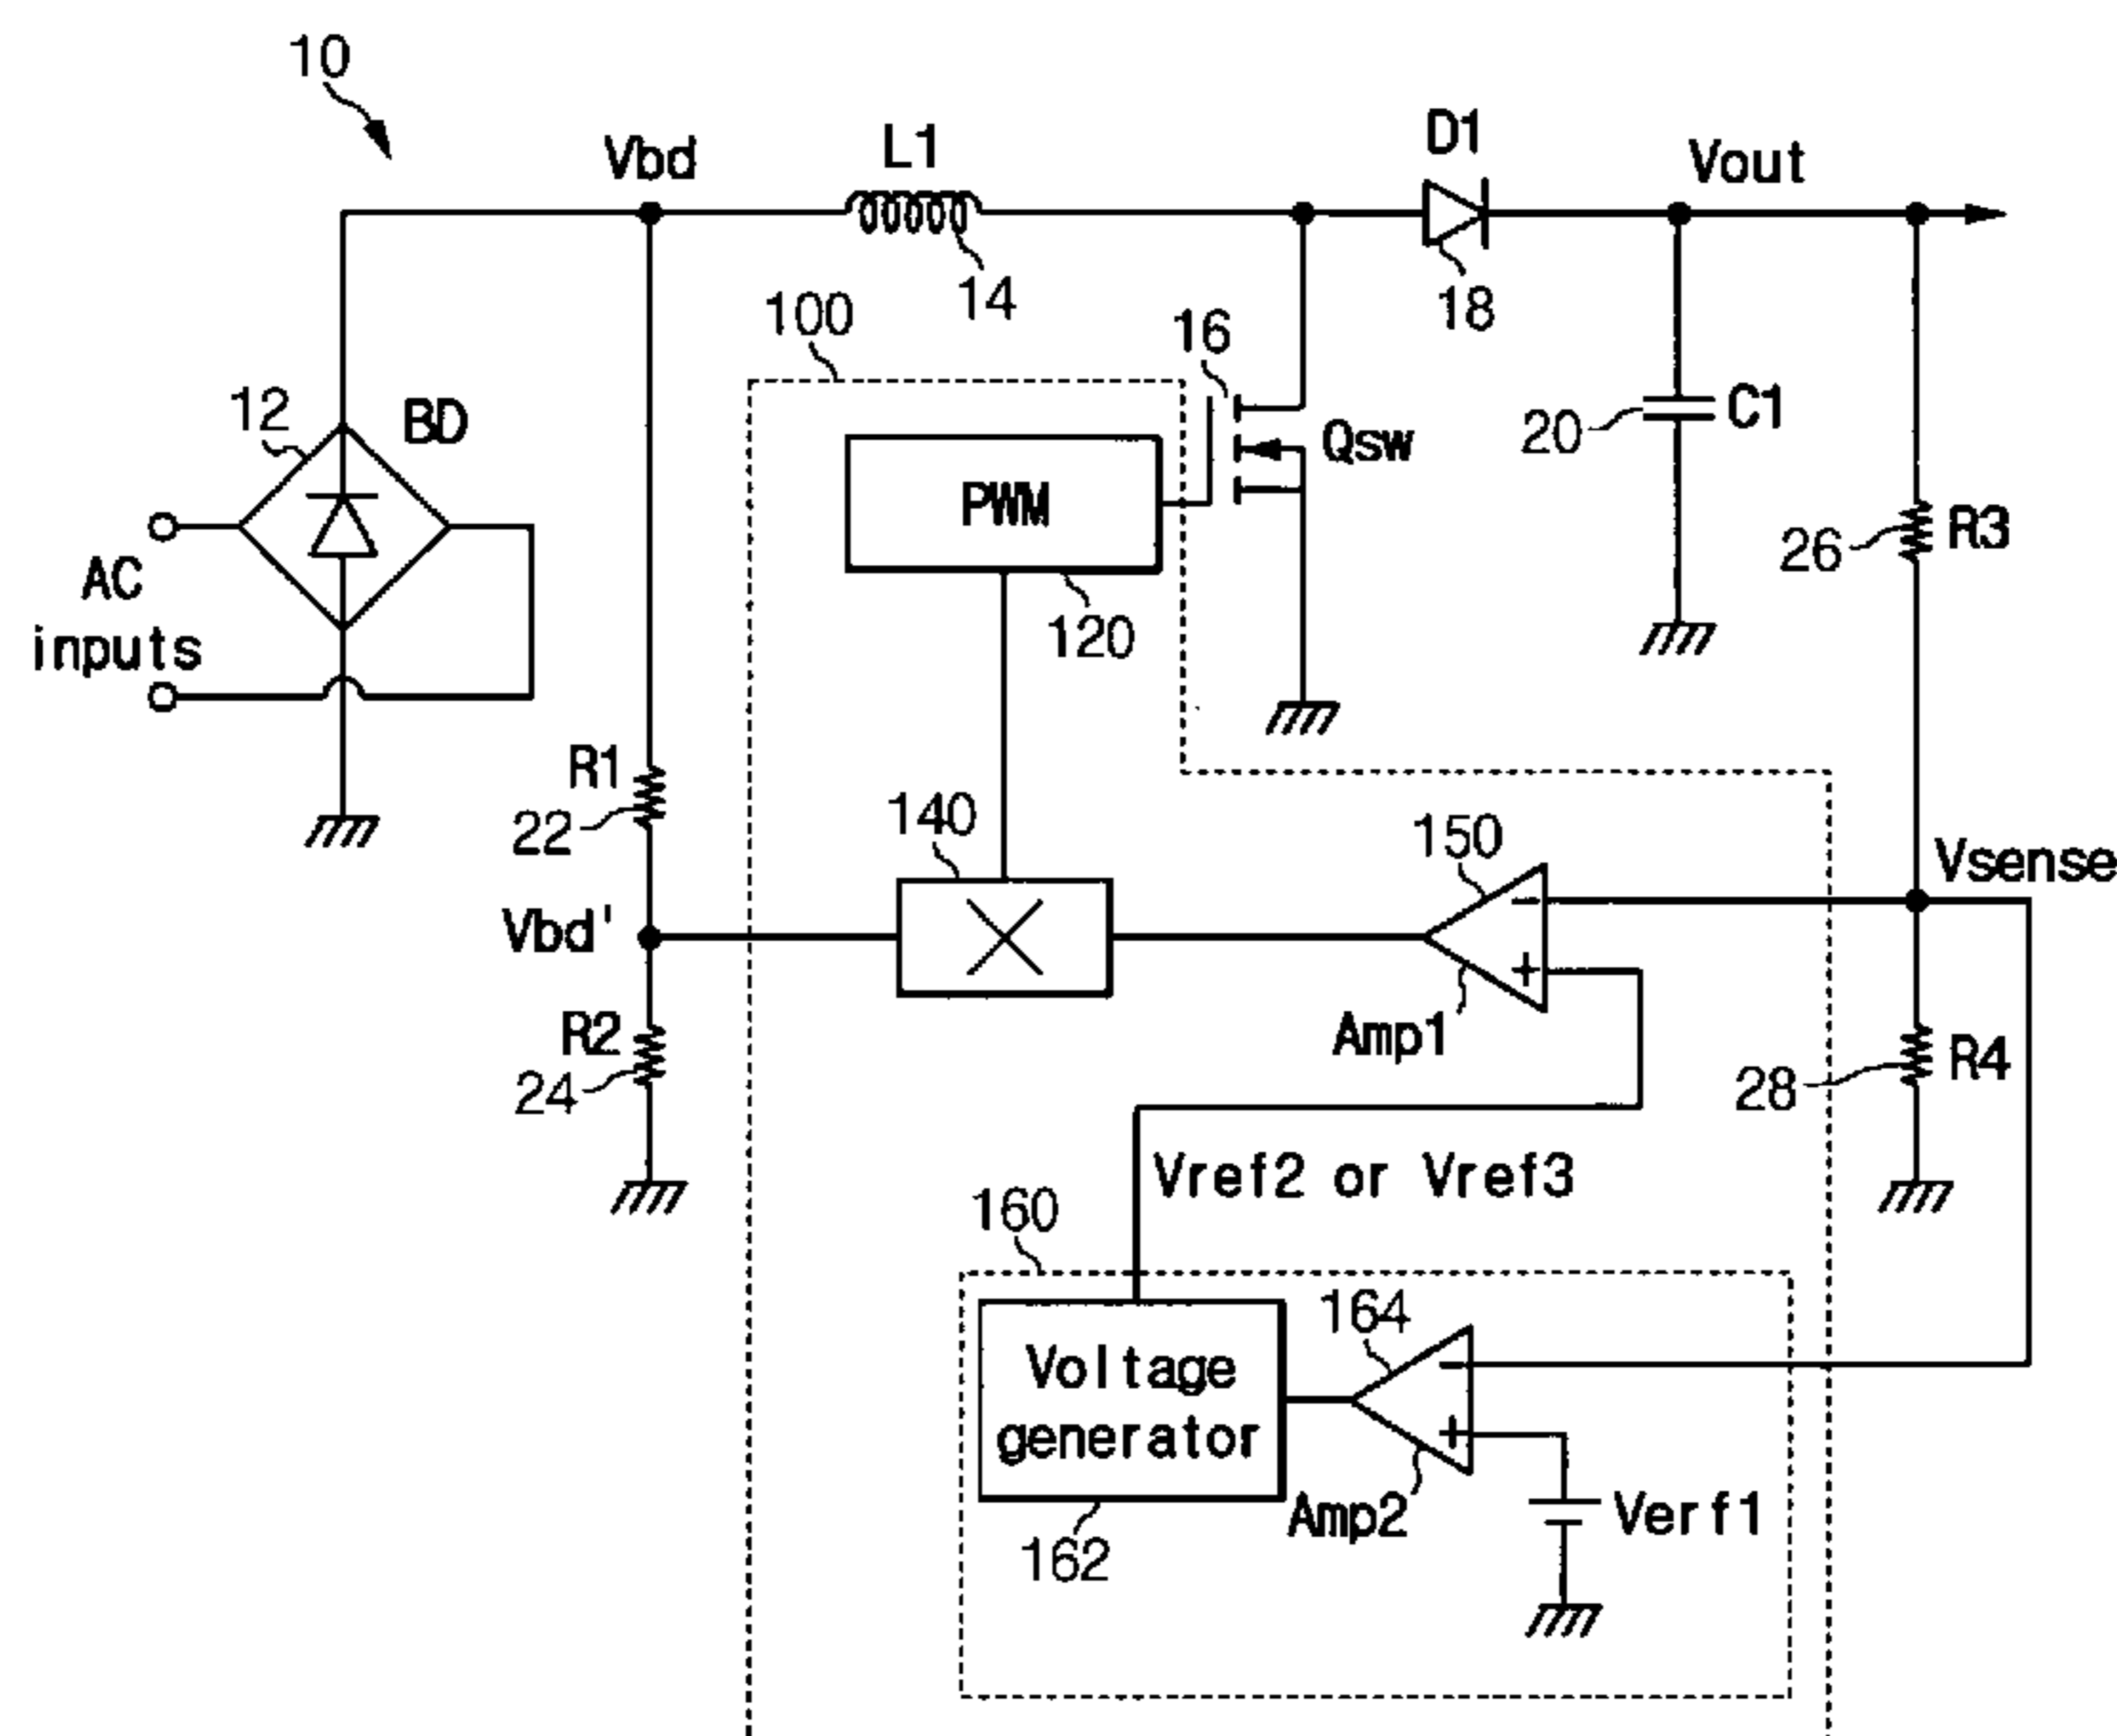 10
Vbd
L1
D1
Vout
14
18
100
16
12
BD
PWM
Qsw
20
C1
AC
inputs
120
26
R3
R1
22
140
150
Vsense
Vbd'
-
+
R2
24
Amp1
28
R4
Vref2 or Vref3
160
Voltage
generator
164
-
+
Amp2
Verf1
162